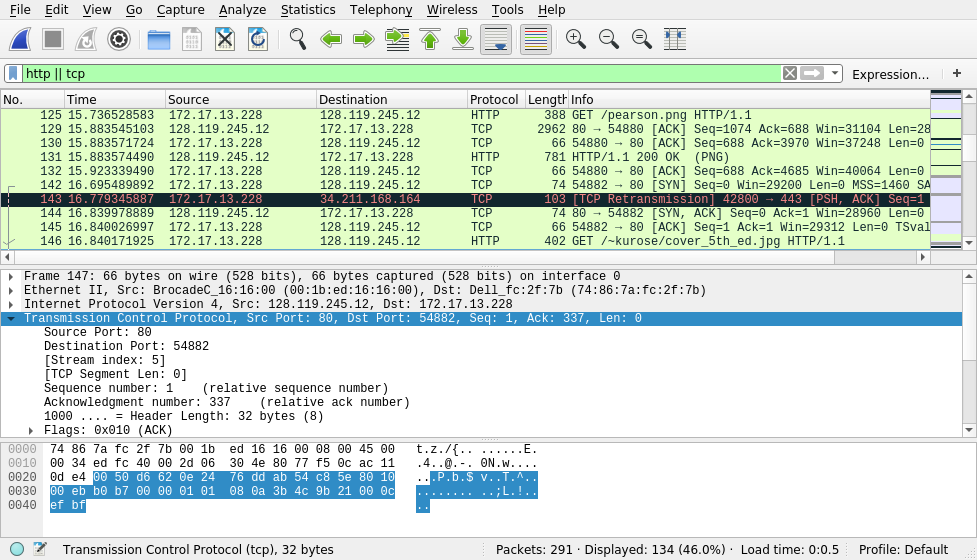 File Edit View Go Capture Analyze Statistics Telephony Wireless Tools Help
http || tcp Expression… +
No. Time Source Destination Protocol Length Info
125 15.736528583 172.17.13.228 128.119.245.12 HTTP 388 GET /pearson.png HTTP/1.1
129 15.883545103 128.119.245.12 172.17.13.228 TCP 2962 80 → 54880 [ACK] Seq=1074 Ack=688 Win=31104 Len=28
130 15.883571724 172.17.13.228 128.119.245.12 TCP 66 54880 → 80 [ACK] Seq=688 Ack=3970 Win=37248 Len=0
131 15.883574490 128.119.245.12 172.17.13.228 HTTP 781 HTTP/1.1 200 OK (PNG)
132 15.923339490 172.17.13.228 128.119.245.12 TCP 66 54880 → 80 [ACK] Seq=688 Ack=4685 Win=40064 Len=0
142 16.695489892 172.17.13.228 128.119.245.12 TCP 74 54882 → 80 [SYN] Seq=0 Win=29200 Len=0 MSS=1460 SA
143 16.779345887 172.17.13.228 34.211.168.164 TCP 103 [TCP Retransmission] 42800 → 443 [PSH, ACK] Seq=1
144 16.839978889 128.119.245.12 172.17.13.228 TCP 74 80 → 54882 [SYN, ACK] Seq=0 Ack=1 Win=28960 Len=0
145 16.840026997 172.17.13.228 128.119.245.12 TCP 66 54882 → 80 [ACK] Seq=1 Ack=1 Win=29312 Len=0 TSval
146 16.840171925 172.17.13.228 128.119.245.12 HTTP 402 GET /~kurose/cover_5th_ed.jpg HTTP/1.1
Frame 147: 66 bytes on wire (528 bits), 66 bytes captured (528 bits) on interface 0
Ethernet II, Src: BrocadeC_16:16:00 (00:1b:ed:16:16:00), Dst: Dell_fc:2f:7b (74:86:7a:fc:2f:7b)
Internet Protocol Version 4, Src: 128.119.245.12, Dst: 172.17.13.228
Transmission Control Protocol, Src Port: 80, Dst Port: 54882, Seq: 1, Ack: 337, Len: 0
Source Port: 80
Destination Port: 54882
[Stream index: 5]
[TCP Segment Len: 0]
Sequence number: 1 (relative sequence number)
Acknowledgment number: 337 (relative ack number)
1000 .... = Header Length: 32 bytes (8)
Flags: 0x010 (ACK)
0000 74 86 7a fc 2f 7b 00 1b ed 16 16 00 08 00 45 00 t.z./{.. ......E.
0010 00 34 ed fc 40 00 2d 06 30 4e 80 77 f5 0c ac 11 .4..@.-. 0N.w....
0020 0d e4 00 50 d6 62 0e 24 76 dd ab 54 c8 5e 80 10 ...P.b.$ v..T.^..
0030 00 eb b0 b7 00 00 01 01 08 0a 3b 4c 9b 21 00 0c ........ ..;L.!..
0040 ef bf ..
Transmission Control Protocol (tcp), 32 bytes Packets: 291 · Displayed: 134 (46.0%) · Load time: 0:0.5 Profile: Default